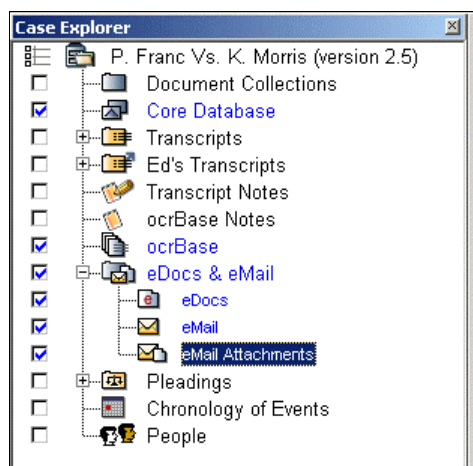 Case Explorer
P. Franc Vs. K. Morris (version 2.5)
Document Collections
Core Database
Transcripts
Ed's Transcripts
Transcript Notes
ocrBase Notes
ocrBase
eDocs & eMail
eDocs
eMail
eMail Attachments
Pleadings
Chronology of Events
People